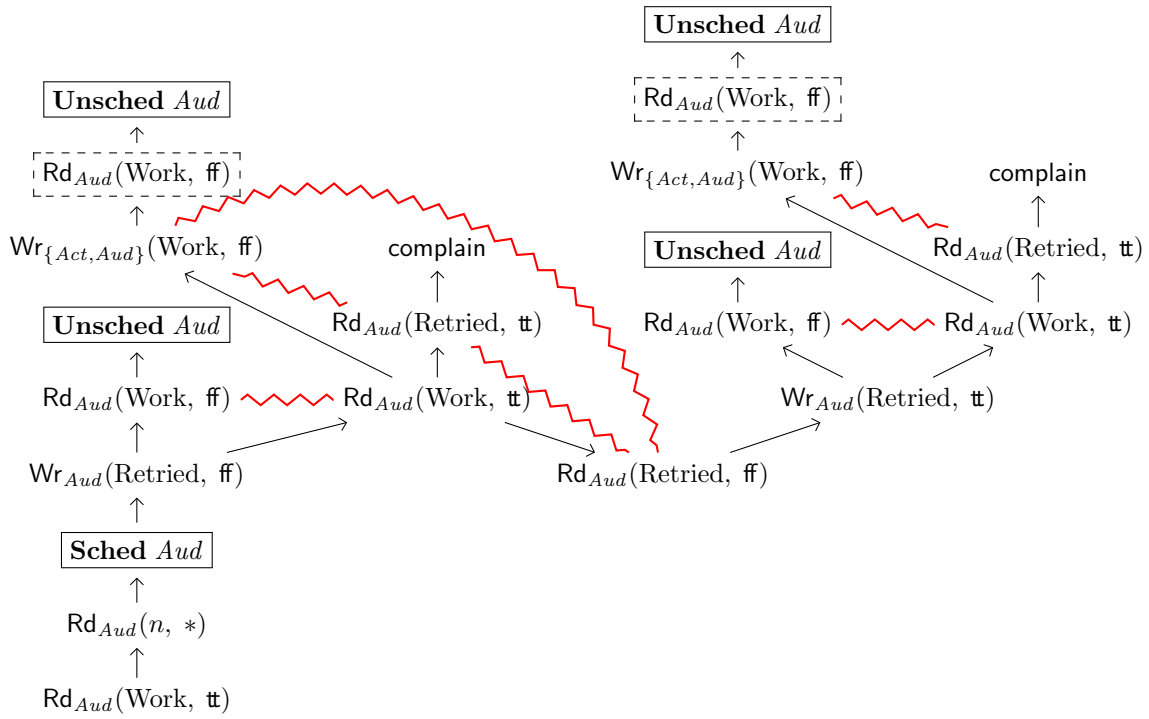 Unsched Aud
Unsched Aud
Rd_Aud(Work, ff)
Rd_Aud(Work, ff)
Wr_{Act,Aud}(Work, ff)
complain
Wr_{Act,Aud}(Work, ff)
complain
Unsched Aud
Rd_Aud(Retried, tt)
Unsched Aud
Rd_Aud(Retried, tt)
Rd_Aud(Work, ff)
Rd_Aud(Work, tt)
Rd_Aud(Work, ff)
Rd_Aud(Work, tt)
Wr_Aud(Retried, tt)
Wr_Aud(Retried, ff)
Rd_Aud(Retried, ff)
Sched Aud
Rd_Aud(n, *)
Rd_Aud(Work, tt)